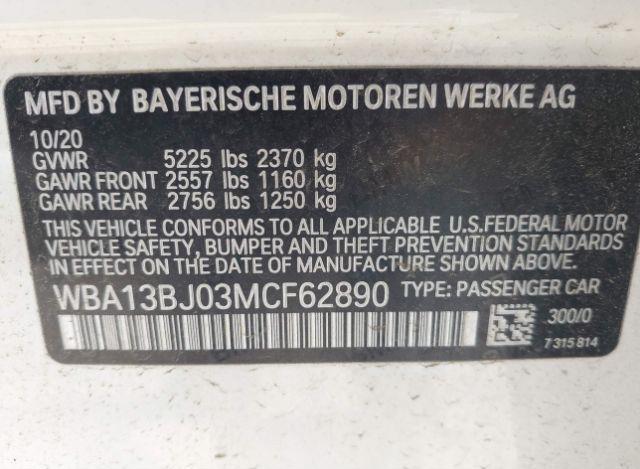 MFD BY BAYERISCHE MOTOREN WERKE AG
10/20
GVWR 5225 lbs 2370 kg
GAWR FRONT 2557 lbs 1160 kg
GAWR REAR 2756 lbs 1250 kg
THIS VEHICLE CONFORMS TO ALL APPLICABLE U.S.FEDERAL MOTOR
VEHICLE SAFETY, BUMPER AND THEFT PREVENTION STANDARDS
IN EFFECT ON THE DATE OF MANUFACTURE SHOWN ABOVE.
WBA13BJ03MCF62890 TYPE: PASSENGER CAR
300/0
7 315 814